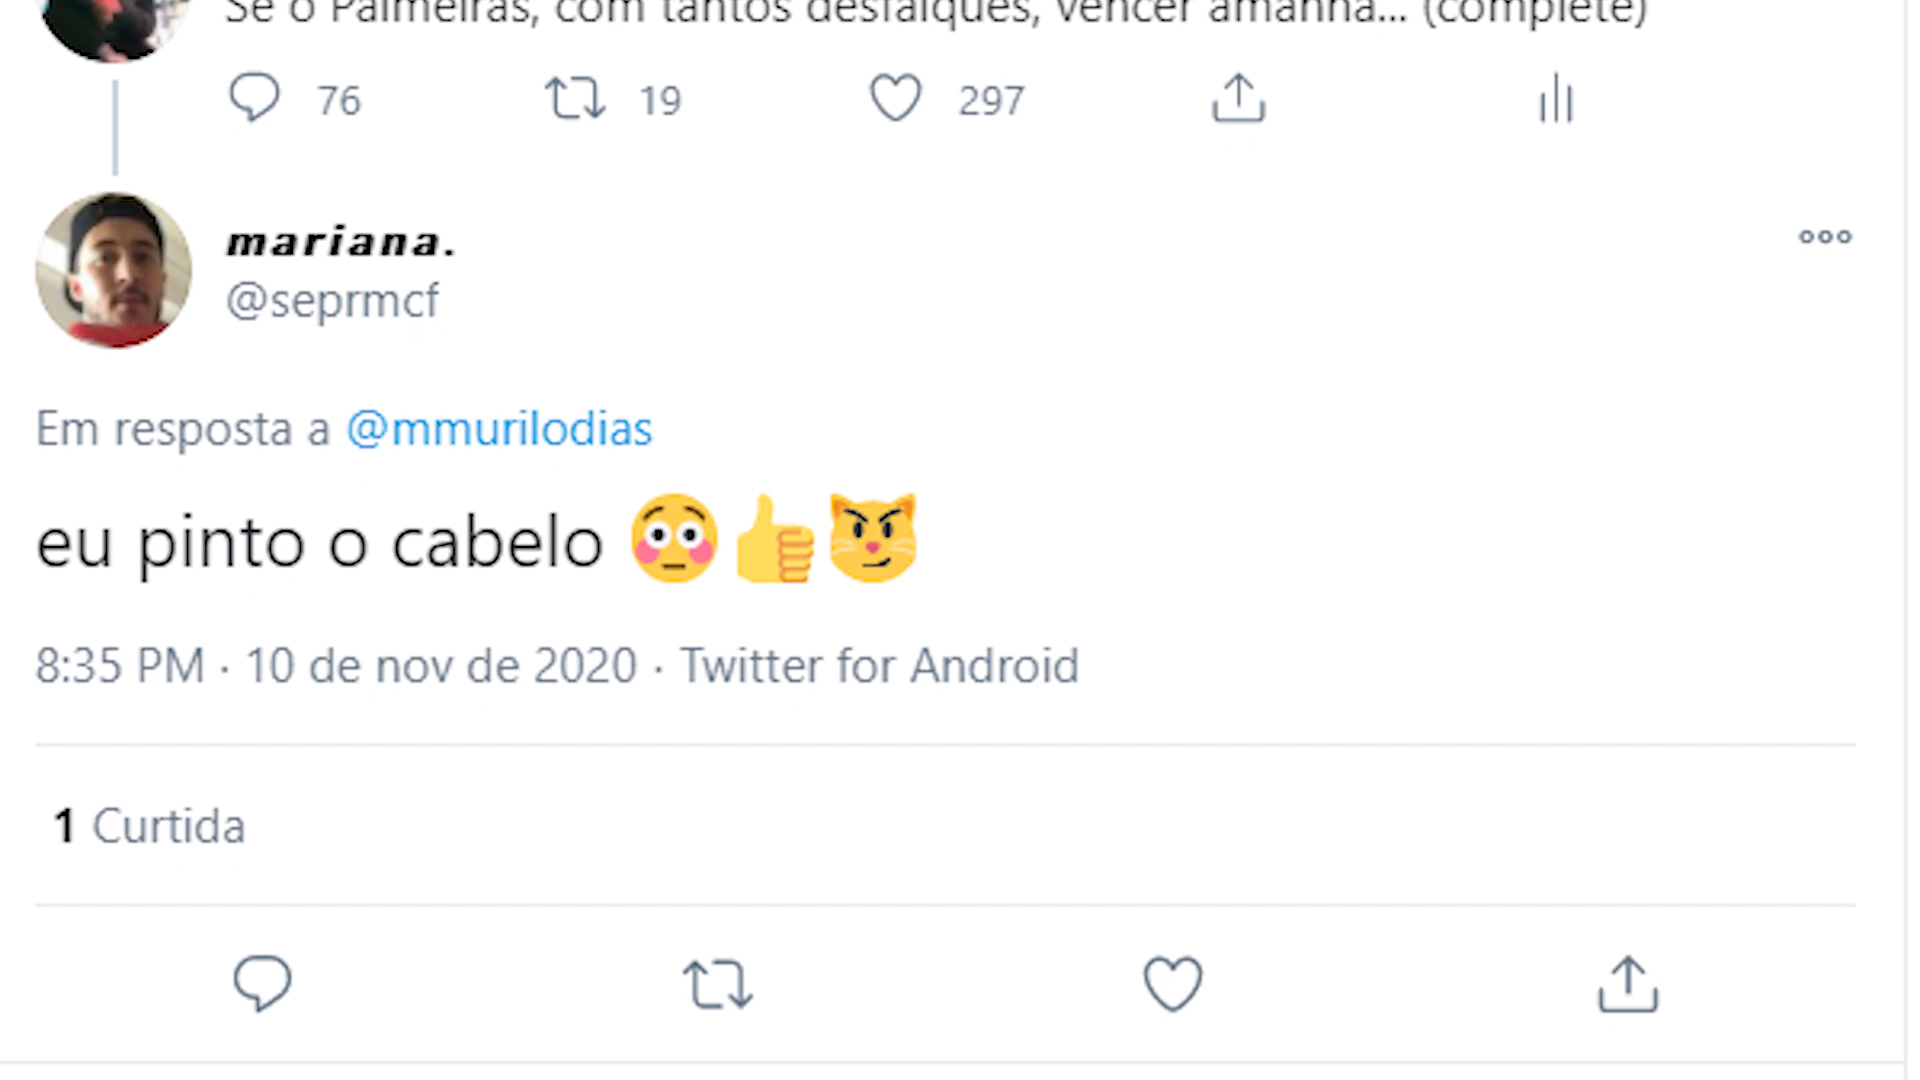 Se o Palmeiras, com tantos desfalques, vencer amanhã... (complete)
76 19 297
mariana.
@seprmcf
Em resposta a @mmurilodias
eu pinto o cabelo 😳👍😼
8:35 PM · 10 de nov de 2020 · Twitter for Android
1 Curtida